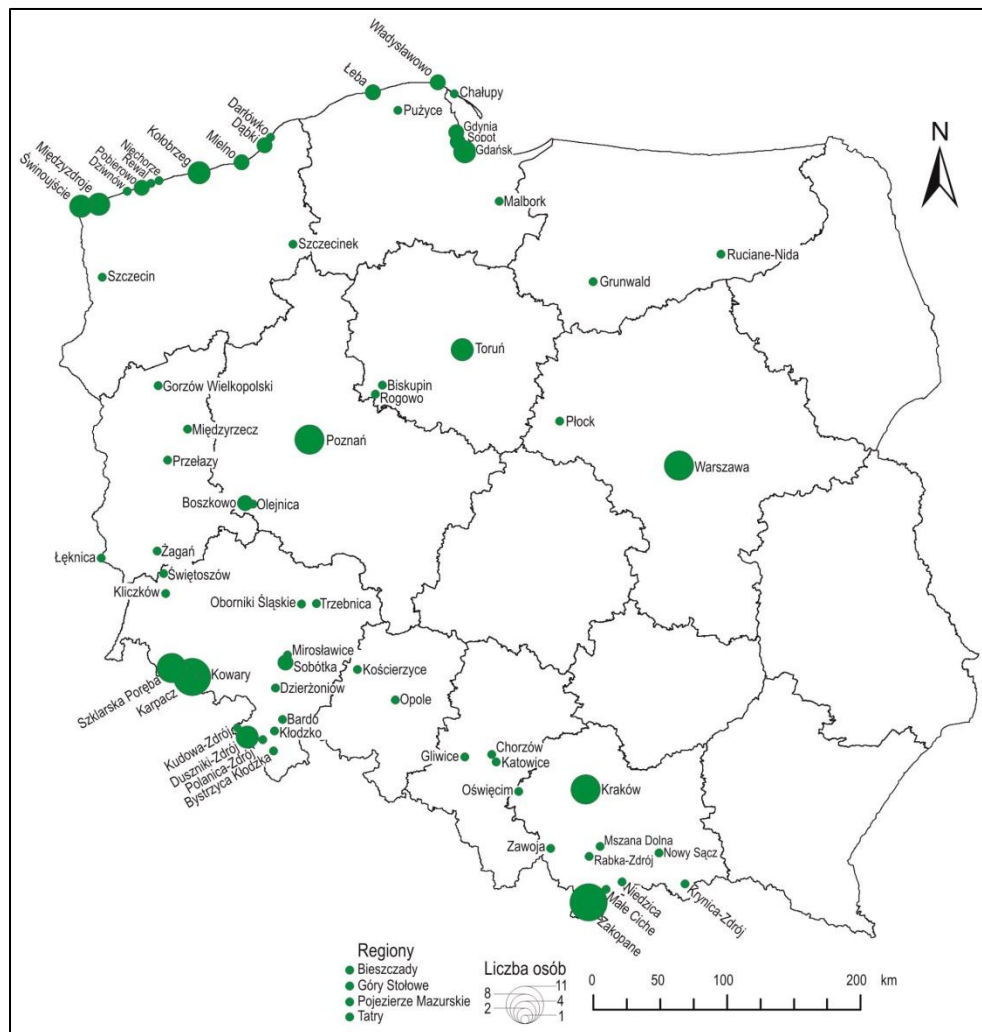 Władysławowo
Łeba
Chałupy
Pużyce
Darłówko
Dąbki
Gdynia
Sopot
Gdańsk
Mielno
Kołobrzeg
Niechorze
Rewal
Pobierowo
Dziwnów
Międzyzdroje
Świnoujście
N
Malbork
Szczecinek
Ruciane-Nida
Szczecin
Grunwald
Toruń
Gorzów Wielkopolski
Biskupin
Rogowo
Płock
Międzyrzecz
Poznań
Przełazy
Warszawa
Boszkowo
Olejnica
Żagań
Łęknica
Świętoszów
Kliczków
Oborniki Śląskie
Trzebnica
Mirosławice
Sobótka
Kowary
Kościerzyce
Szklarska Poręba
Karpacz
Dzierżoniów
Opole
Bardo
Kłodzko
Kudowa-Zdrój
Duszniki-Zdrój
Polanica-Zdrój
Bystrzyca Kłodzka
Chorzów
Gliwice
Katowice
Oświęcim
Kraków
Mszana Dolna
Zawoja
Nowy Sącz
Rabka-Zdrój
Niedzica
Krynica-Zdrój
Małe Ciche
Zakopane
Regiony
Bieszczady
Góry Stołowe
Pojezierze Mazurskie
Tatry
Liczba osób
11
8
4
2
1
0 50 100 200 km